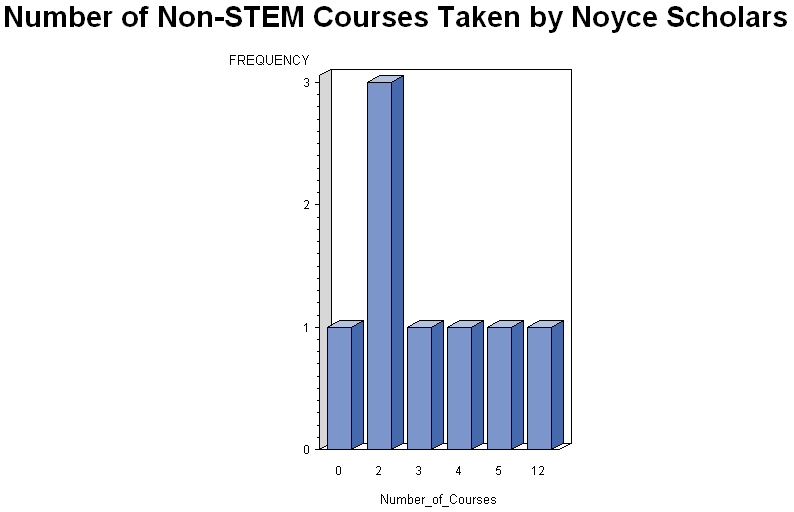 Number of Non-STEM Courses Taken by Noyce Scholars
FREQUENCY
3
2
1
0
0 2 3 4 5 12
Number_of_Courses